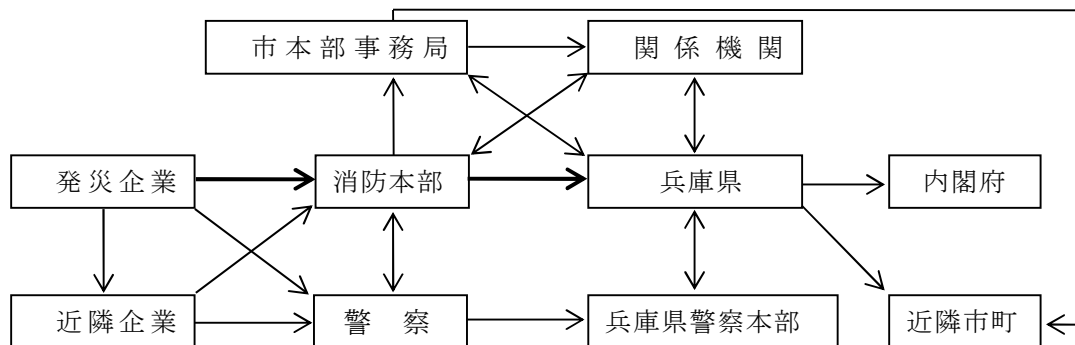 市本部事務局
関係機関
発災企業
消防本部
兵庫県
内閣府
近隣企業
警察
兵庫県警察本部
近隣市町